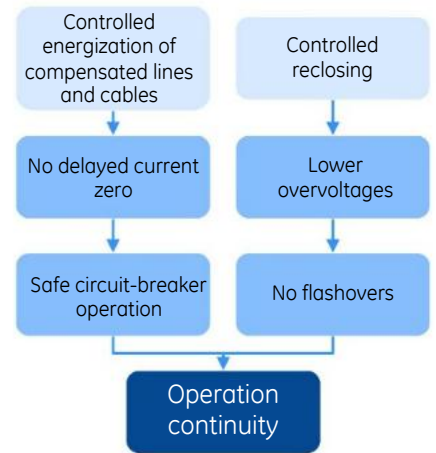 Controlled
energization of
compensated lines
and cables
Controlled
reclosing
No delayed current
zero
Lower
overvoltages
Safe circuit-breaker
operation
No flashovers
Operation
continuity